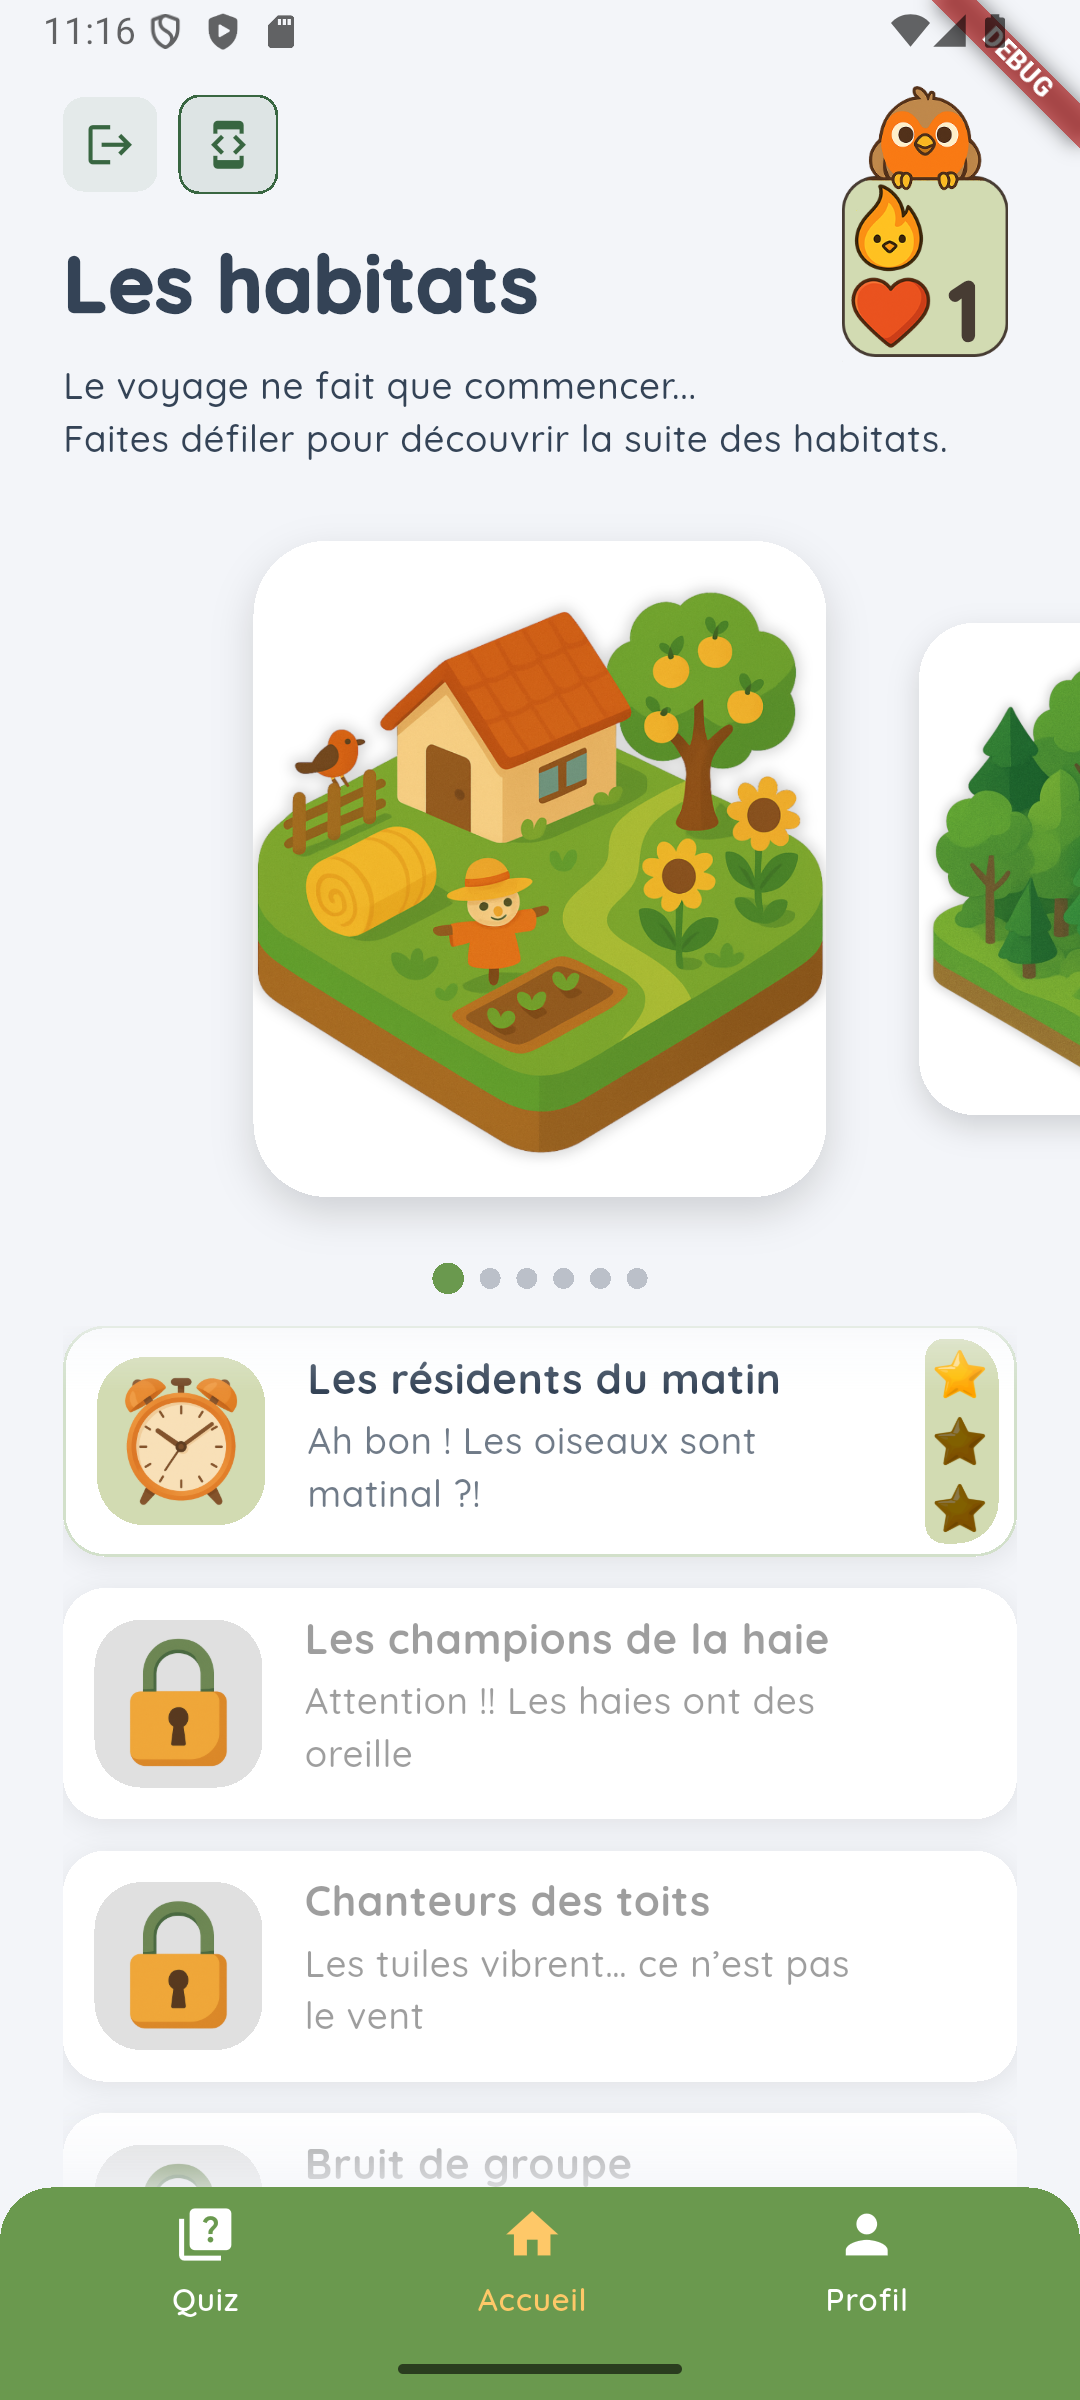 11:16
DEBUG
Les habitats
1
Le voyage ne fait que commencer...
Faites défiler pour découvrir la suite des habitats.
Les résidents du matin
Ah bon ! Les oiseaux sont
matinal ?!
Les champions de la haie
Attention !! Les haies ont des
oreille
Chanteurs des toits
Les tuiles vibrent... ce n’est pas
le vent
Bruit de groupe
Quiz
Accueil
Profil